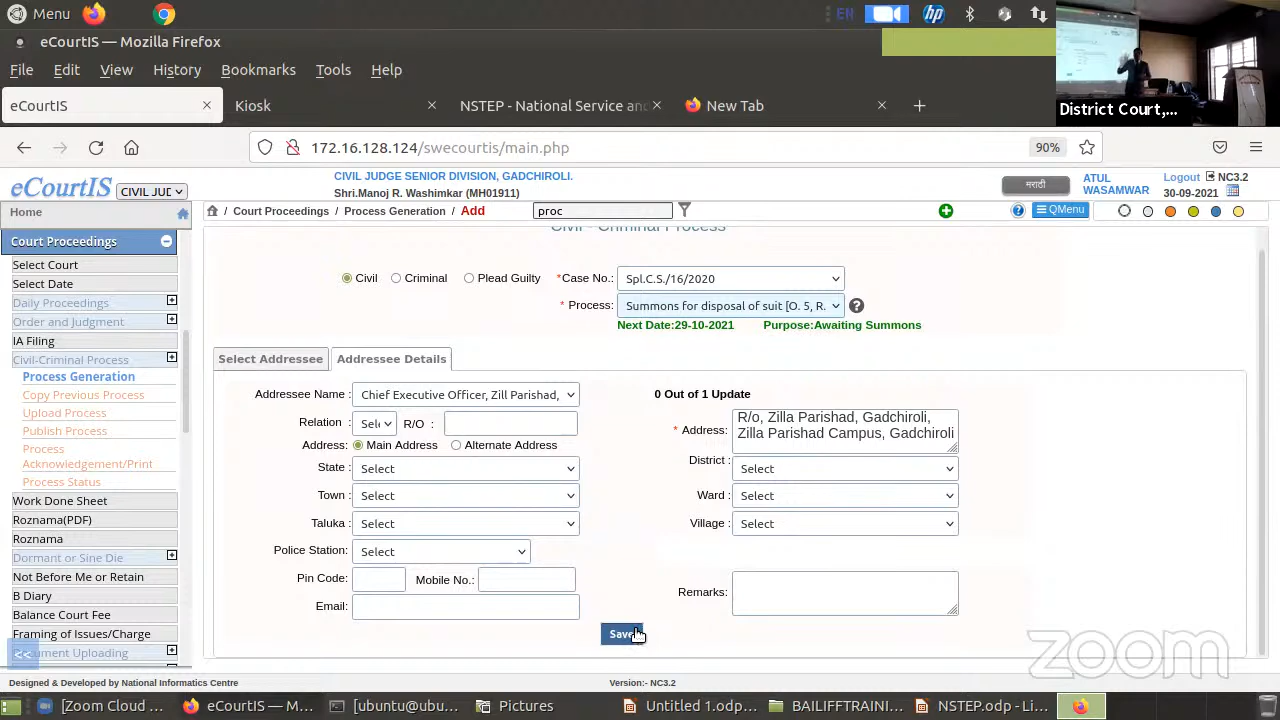 Menu
EN
hp
eCourtIS — Mozilla Firefox
File Edit View History Bookmarks Tools Help
eCourtIS
Kiosk
NSTEP - National Service an
New Tab
District Court,...
172.16.128.124/swecourtis/main.php
90%
eCourtIS
CIVIL JUD
CIVIL JUDGE SENIOR DIVISION, GADCHIROLI.
Shri.Manoj R. Washimkar (MH01911)
मराठी
ATUL
WASAMWAR
Logout
NC3.2
30-09-2021
Home
Court Proceedings / Process Generation / Add
proc
QMenu
Court Proceedings
Select Court
Select Date
Daily Proceedings
Order and Judgment
IA Filing
Civil-Criminal Process
Process Generation
Copy Previous Process
Upload Process
Publish Process
Process
Acknowledgement/Print
Process Status
Work Done Sheet
Roznama(PDF)
Roznama
Dormant or Sine Die
Not Before Me or Retain
B Diary
Balance Court Fee
Framing of Issues/Charge
cument Uploading
<<
Civil - Criminal Process
Civil Criminal Plead Guilty
*Case No.: Spl.C.S./16/2020
* Process: Summons for disposal of suit [O. 5, R.
Next Date:29-10-2021 Purpose:Awaiting Summons
Select Addressee Addressee Details
Addressee Name : Chief Executive Officer, Zill Parishad,
0 Out of 1 Update
Relation : Sel R/O :
* Address: R/o, Zilla Parishad, Gadchiroli,
Zilla Parishad Campus, Gadchiroli
Address: Main Address Alternate Address
State : Select
District : Select
Town : Select
Ward : Select
Taluka : Select
Village : Select
Police Station: Select
Pin Code: Mobile No.:
Remarks:
Email:
Save
zoom
Designed & Developed by National Informatics Centre
Version:- NC3.2
[Zoom Cloud ...
eCourtIS — M...
[ubuntu@ubu...
Pictures
Untitled 1.odp...
BAILIFFTRAINI...
NSTEP.odp - Li...